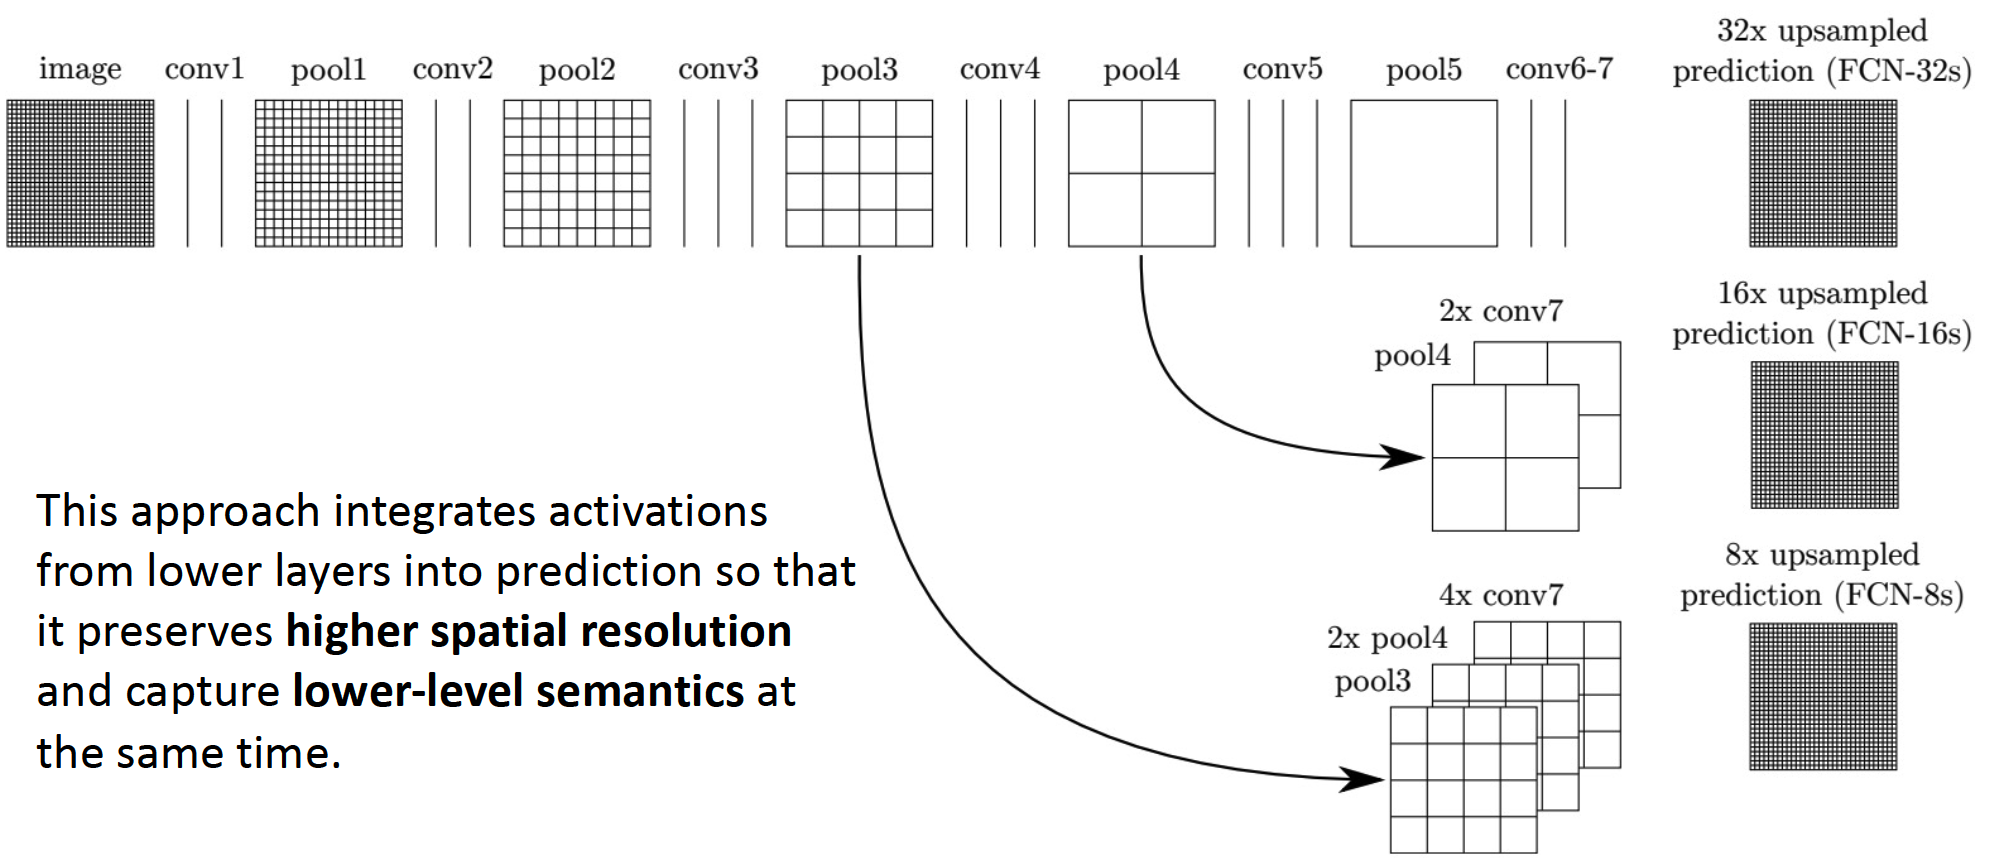 image conv1 pool1 conv2 pool2 conv3 pool3 conv4 pool4 conv5 pool5 conv6-7
32x upsampled
prediction (FCN-32s)
2x conv7
pool4
16x upsampled
prediction (FCN-16s)
4x conv7
2x pool4
pool3
8x upsampled
prediction (FCN-8s)
This approach integrates activations
from lower layers into prediction so that
it preserves higher spatial resolution
and capture lower-level semantics at
the same time.